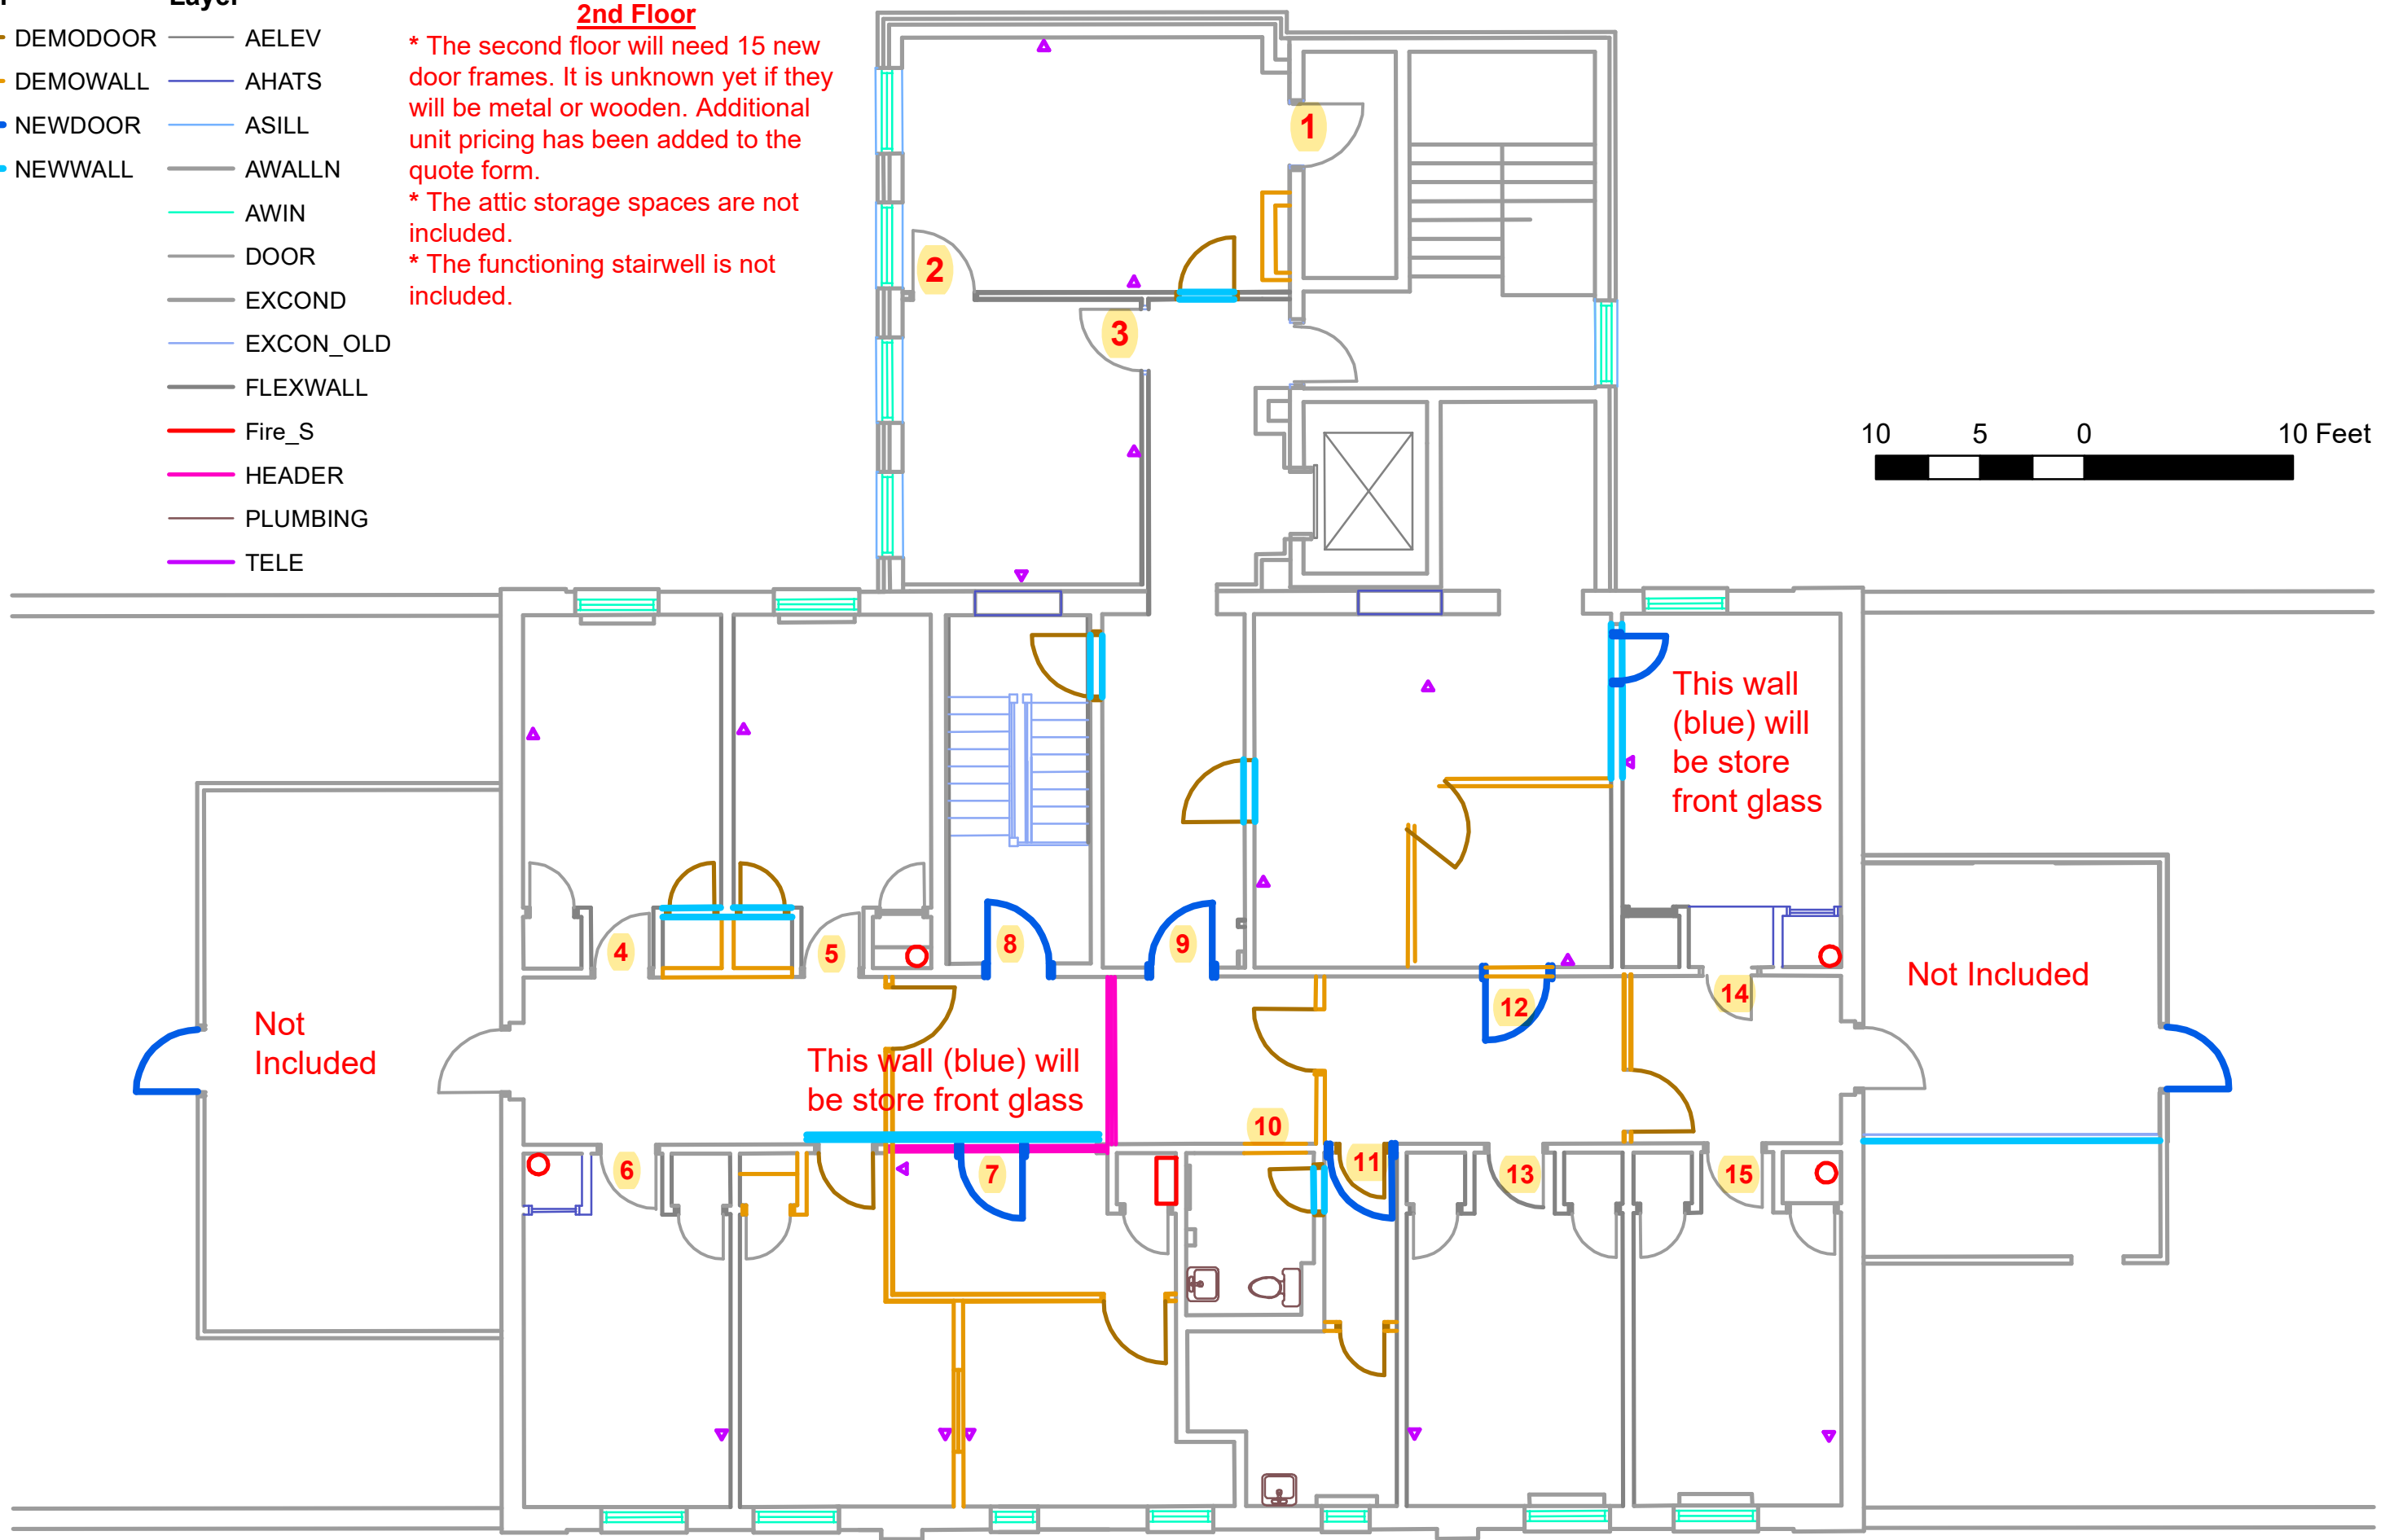 Layer
DEMODOOR
DEMOWALL
NEWDOOR
NEWWALL
AELEV
AHATS
ASILL
AWALLN
AWIN
DOOR
EXCOND
EXCON_OLD
FLEXWALL
Fire_S
HEADER
PLUMBING
TELE
2nd Floor
* The second floor will need 15 new
door frames. It is unknown yet if they
will be metal or wooden. Additional
unit pricing has been added to the
quote form.
* The attic storage spaces are not
included.
* The functioning stairwell is not
included.
1
2
3
10 5 0 10 Feet
This wall
(blue) will
be store
front glass
4
5
8
9
12
14
Not Included
Not
Included
This wall (blue) will
be store front glass
10
6
7
11
13
15